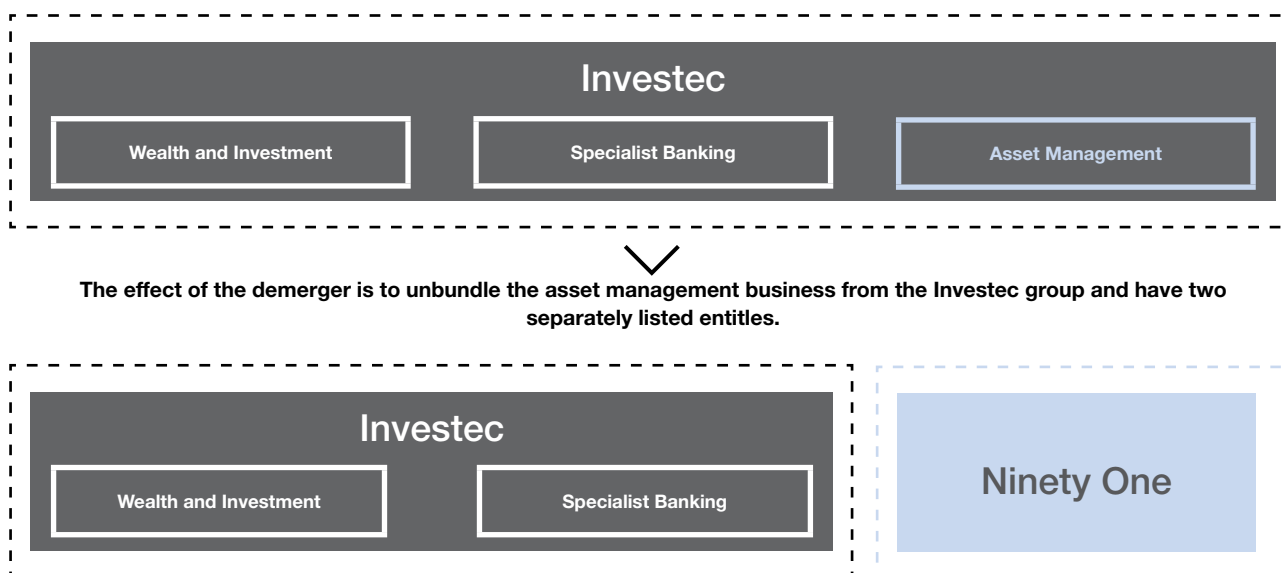 Investec
Wealth and Investment
Specialist Banking
Asset Management
The effect of the demerger is to unbundle the asset management business from the Investec group and have two
separately listed entitles.
Investec
Wealth and Investment
Specialist Banking
Ninety One